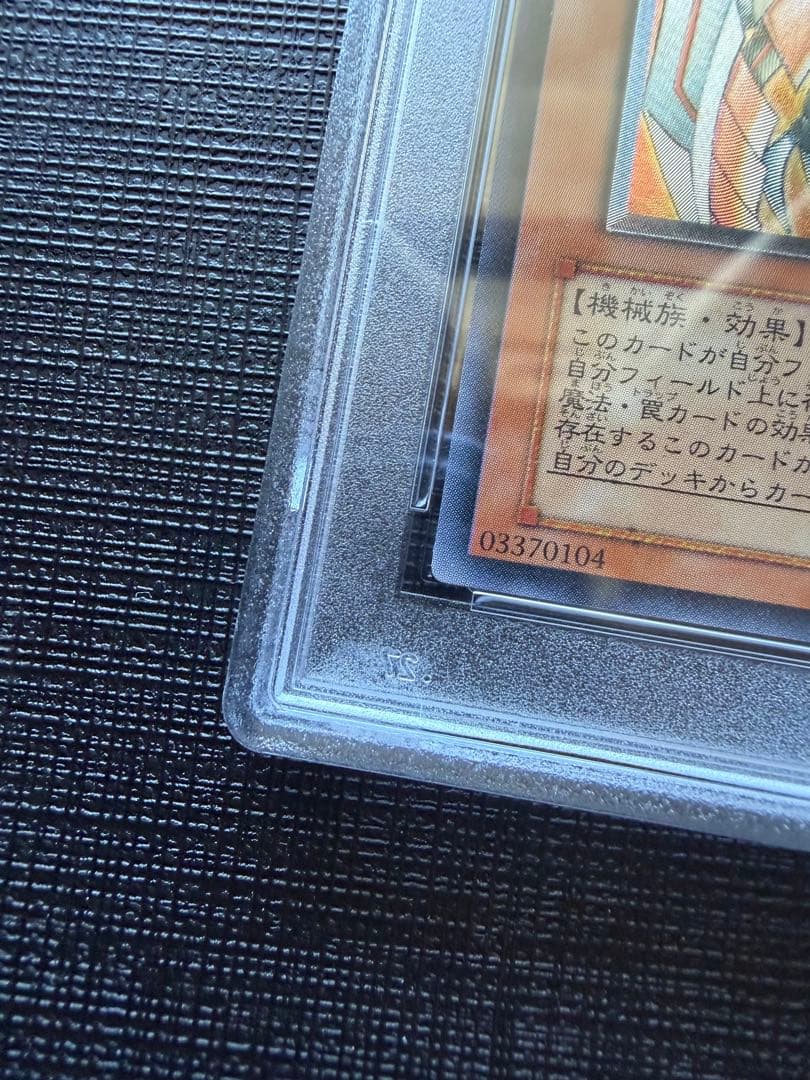 【機械族・効果】
このカードが自分フ
自分フィールド上に
魔法・罠カードの効果
存在するこのカードが
自分のデッキからカー
03370104